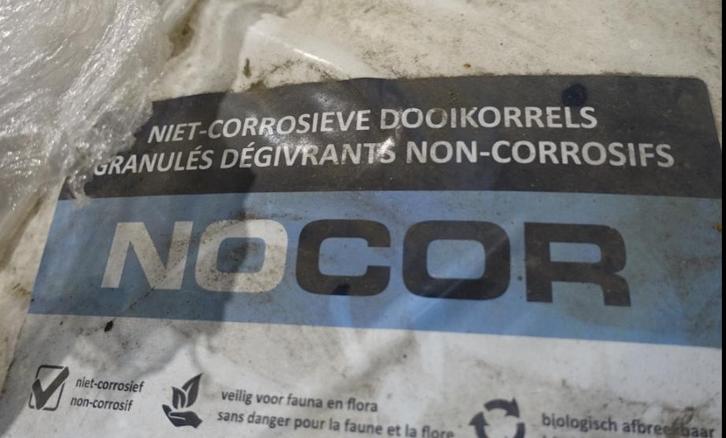 NIET-CORROSIEVE DOOIKORRELS
GRANULÉS DÉGIVRANTS NON-CORROSIFS
NOCOR
niet-corrosief
non-corrosif
veilig voor fauna en flora
sans danger pour la faune et la flore
biologisch afbreekbaar